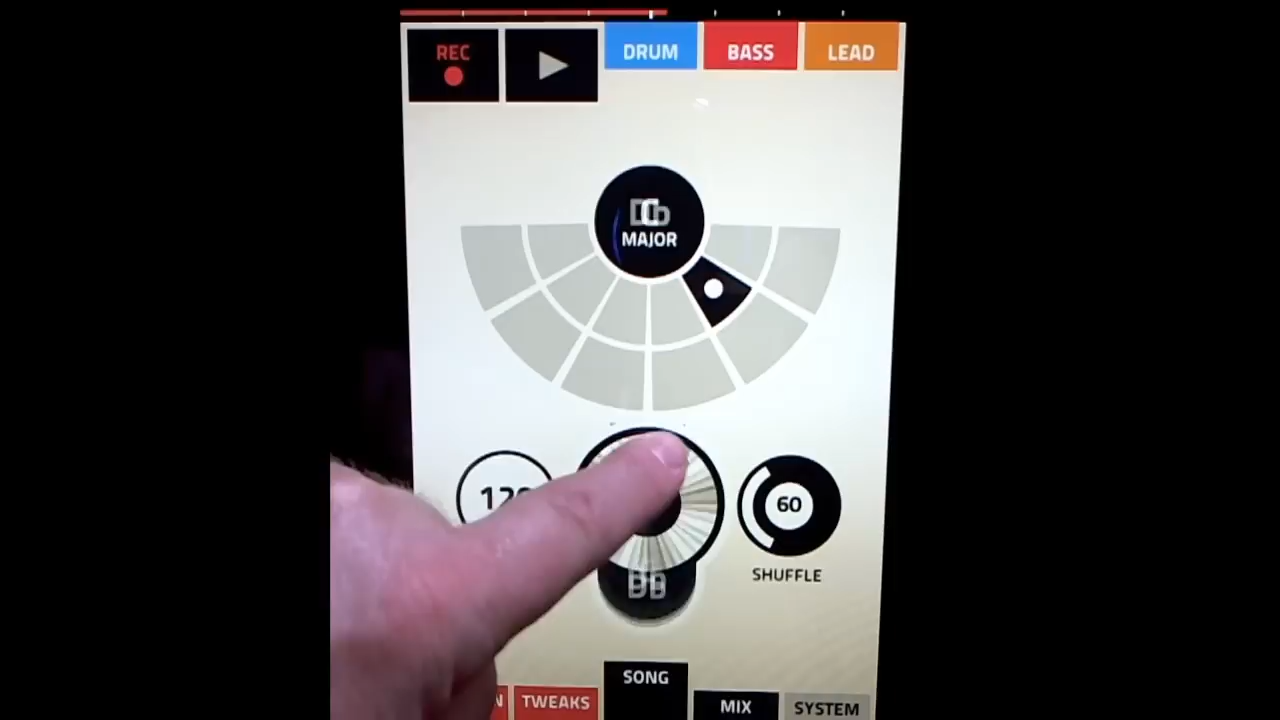 REC
DRUM
BASS
LEAD
MAJOR
60
SHUFFLE
SONG
TWEAKS
MIX
SYSTEM